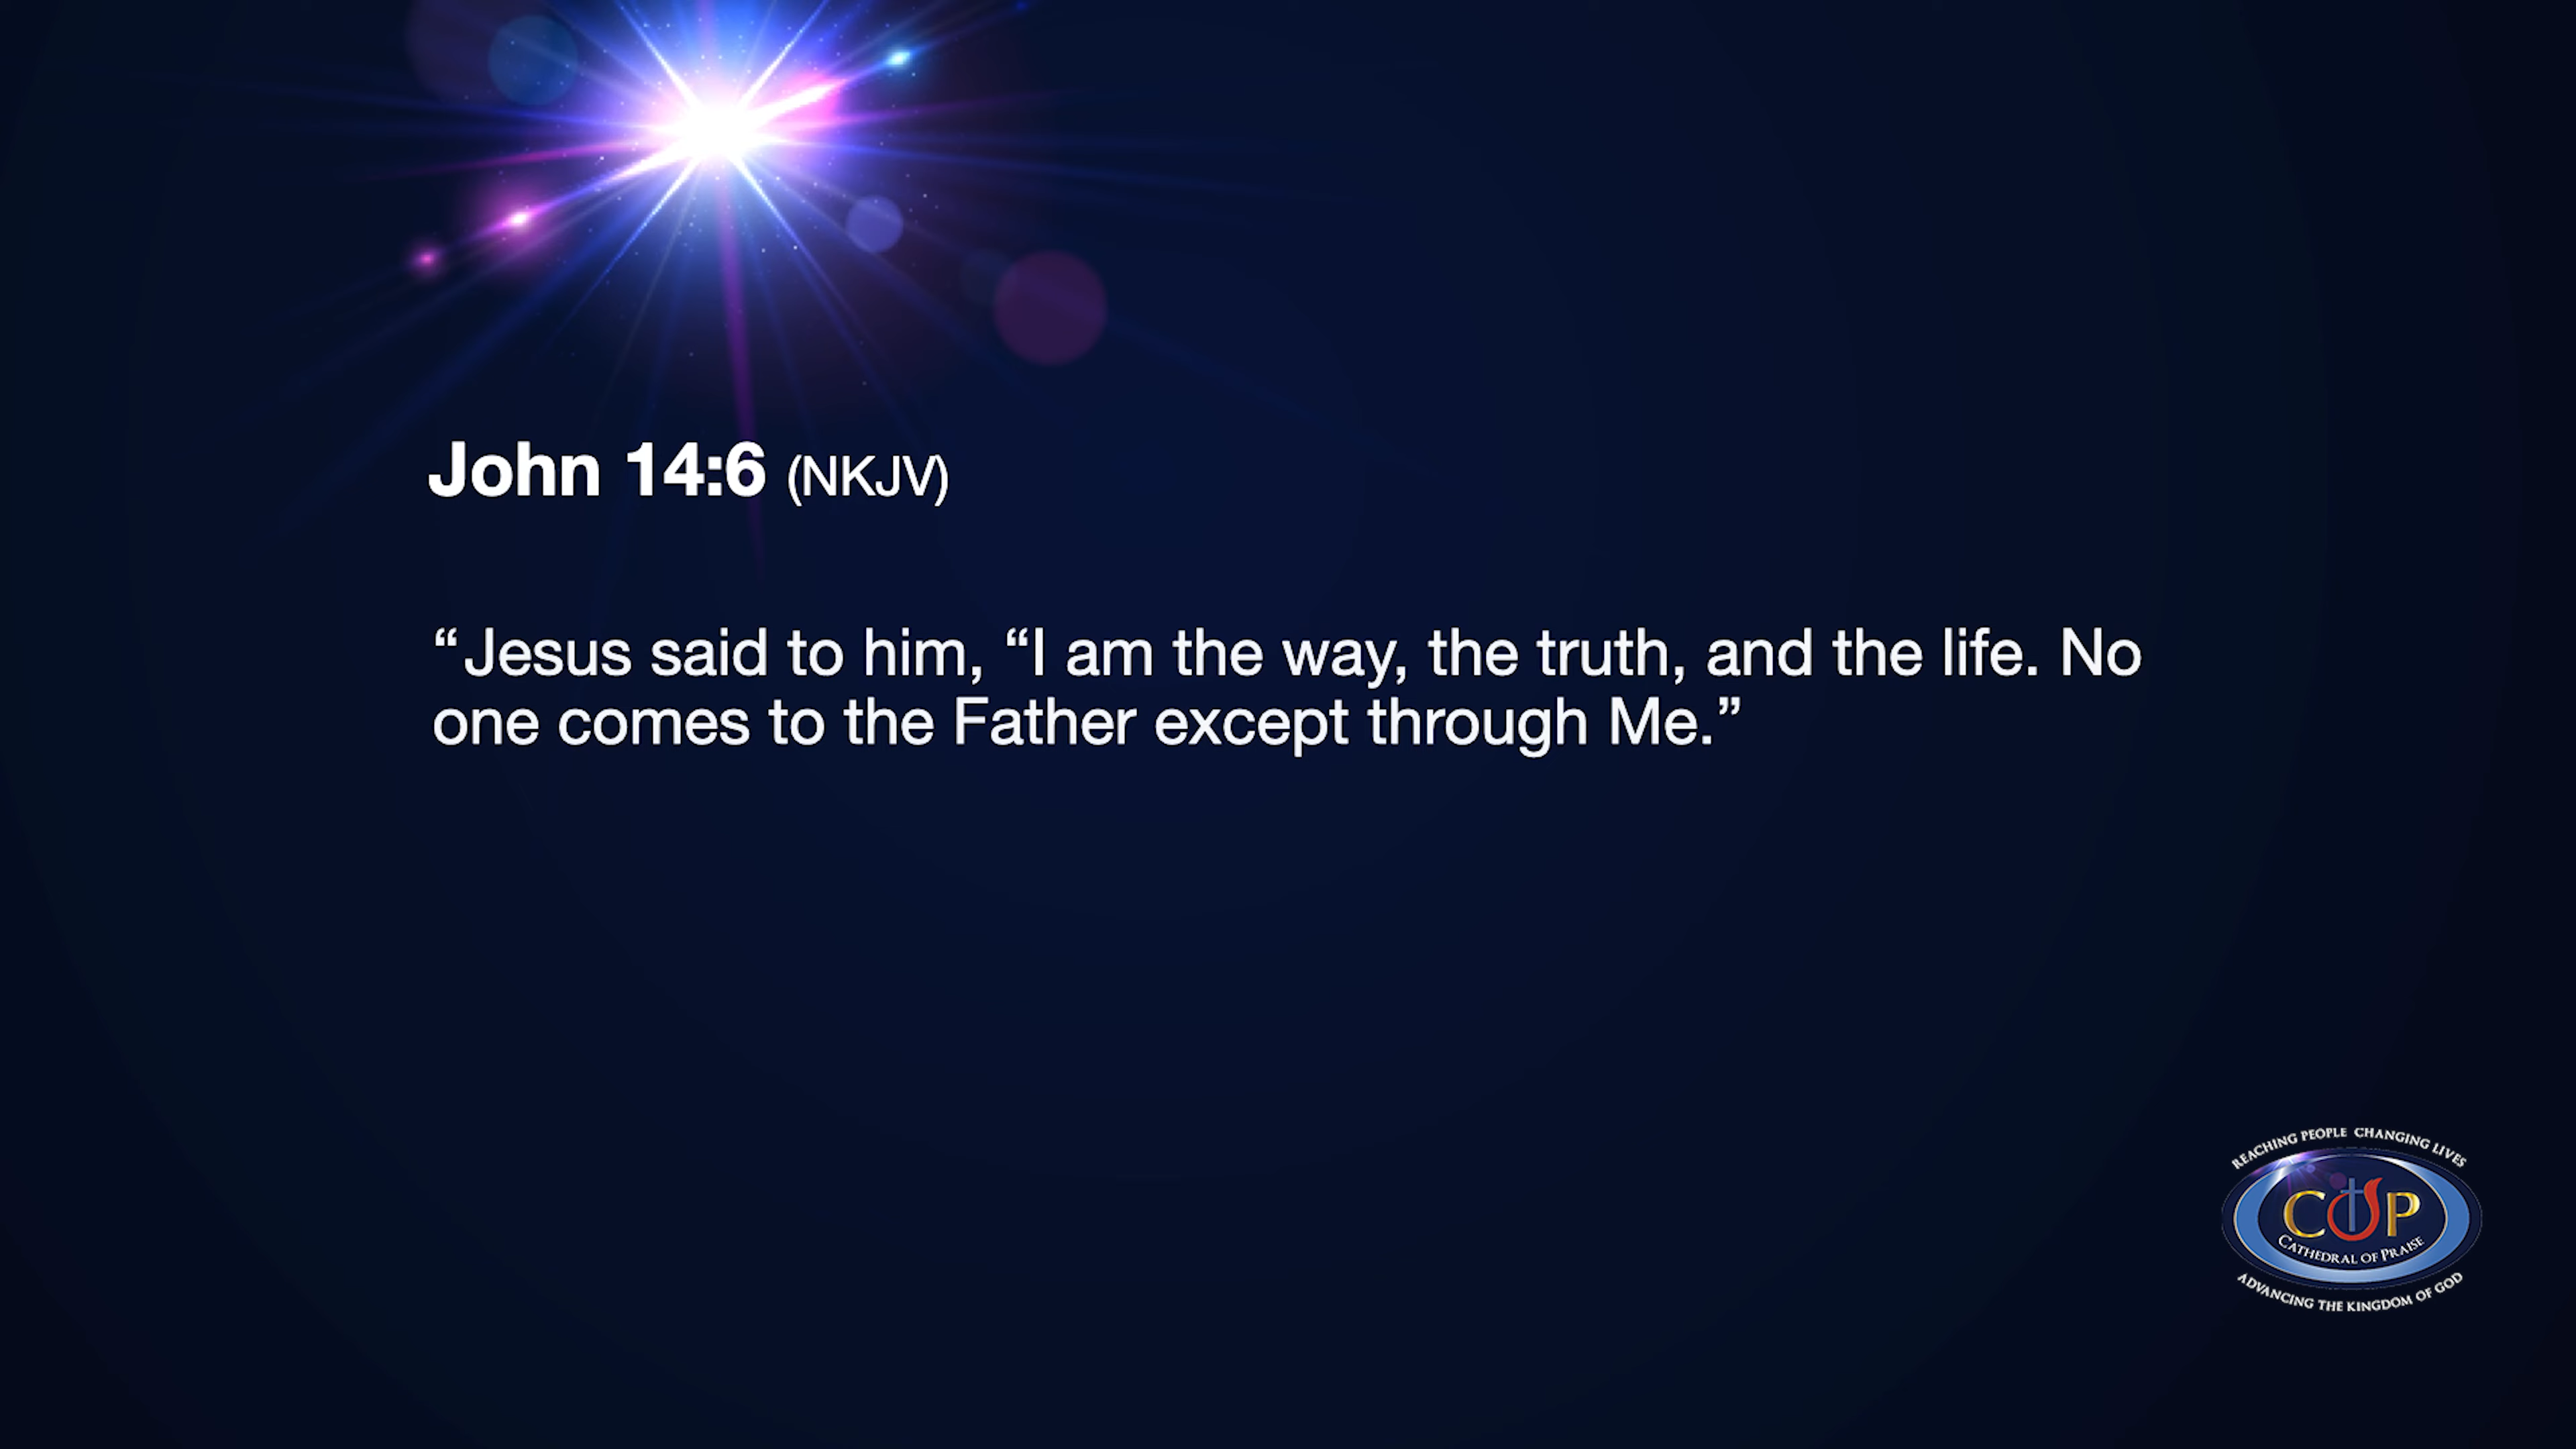 John 14:6 (NKJV)
“Jesus said to him, “I am the way, the truth, and the life. No
one comes to the Father except through Me.”
REACHING PEOPLE CHANGING LIVES
COP
CATHEDRAL OF PRAISE
ADVANCING THE KINGDOM OF GOD